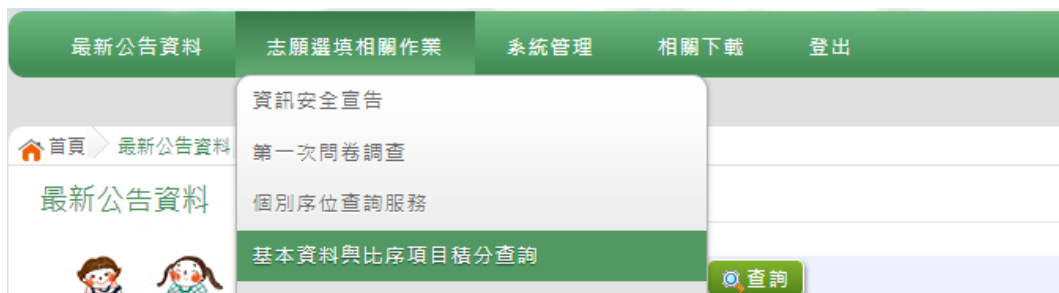 最新公告資料 志願選填相關作業 系統管理 相關下載 登出
資訊安全宣告
首頁 最新公告資料
第一次問卷調查
最新公告資料
個別序位查詢服務
基本資料與比序項目積分查詢
查詢